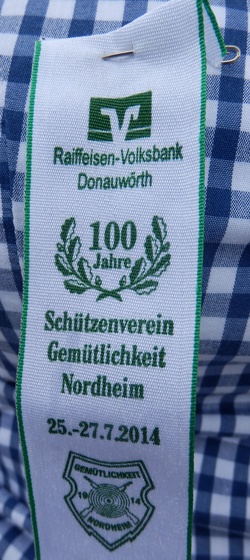 Raiffeisen-Volksbank
Donauwörth
100
Jahre
Schützenverein
Gemütlichkeit
Nordheim
25.-27.7.2014
GEMÜTLICHKEIT
19 14
NORDHEIM